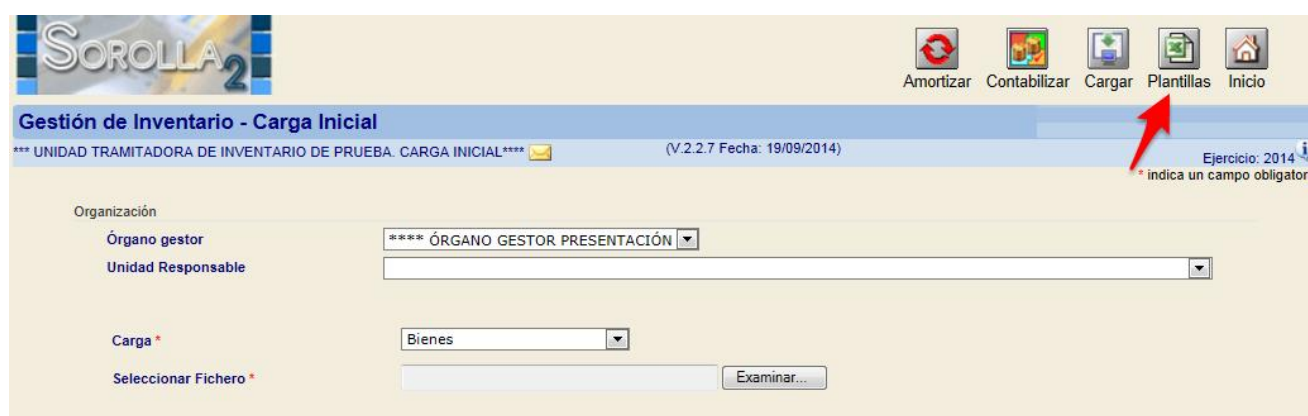 SOROLLA2
Amortizar Contabilizar Cargar Plantillas Inicio
Gestión de Inventario - Carga Inicial
*** UNIDAD TRAMITADORA DE INVENTARIO DE PRUEBA. CARGA INICIAL**** (V.2.2.7 Fecha: 19/09/2014)
Ejercicio: 2014
* indica un campo obligator
Organización
Órgano gestor **** ÓRGANO GESTOR PRESENTACIÓN
Unidad Responsable
Carga * Bienes
Seleccionar Fichero * Examinar...